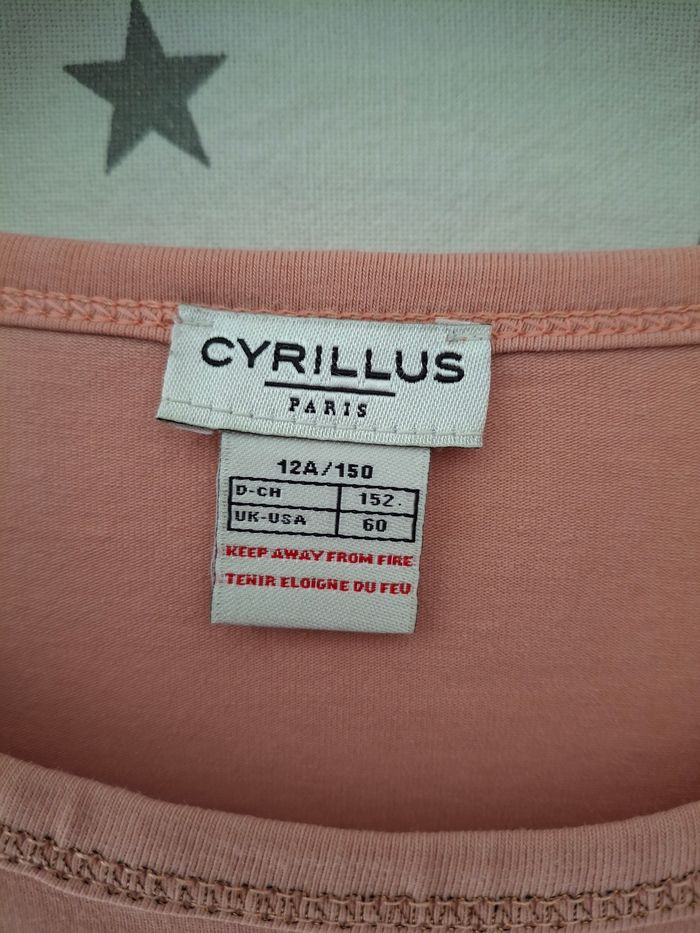 CYRILLUS
PARIS
12A/150
D-CH 152.
UK-USA 60
KEEP AWAY FROM FIRE
TENIR ELOIGNE DU FEU